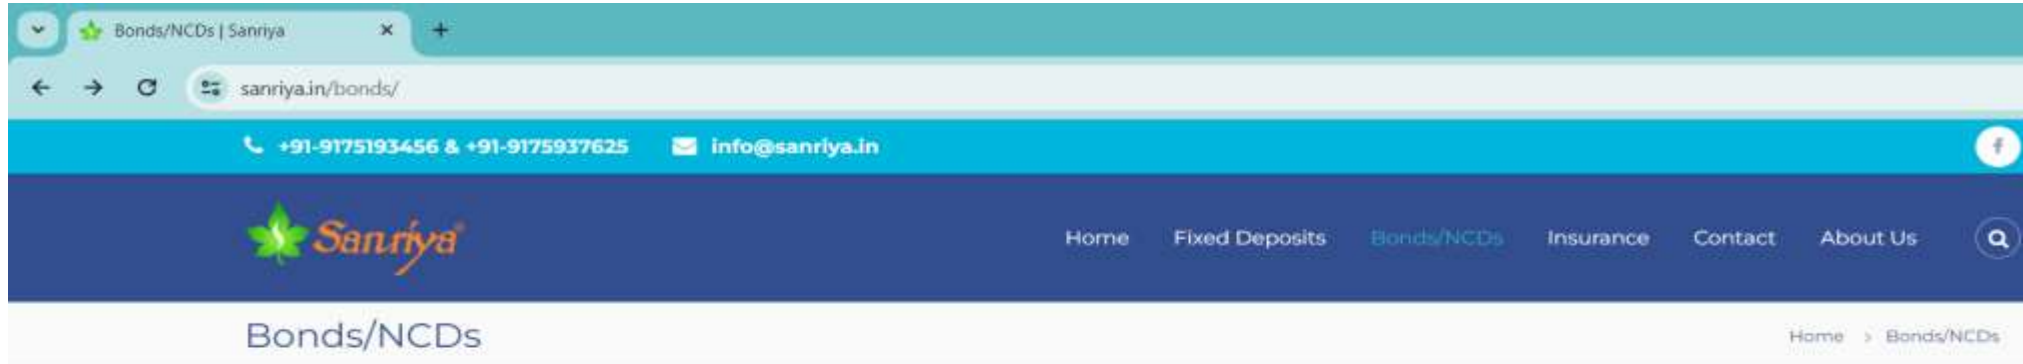 Bonds/NCDs | Sanriya
sanriya.in/bonds/
+91-9175193456 & +91-9175937625 info@sanriya.in
Sanriya
Home Fixed Deposits Bonds/NCDs Insurance Contact About Us
Bonds/NCDs
Home > Bonds/NCDs